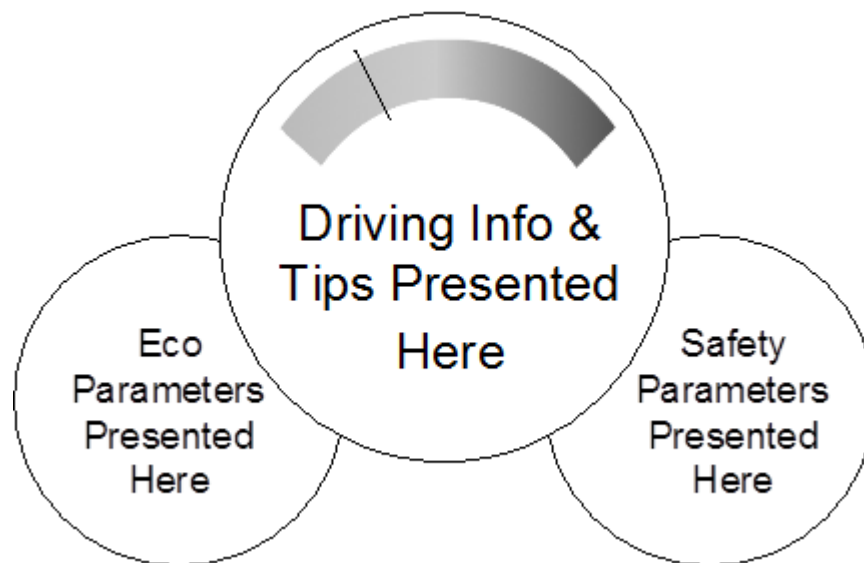 Driving Info &
Tips Presented
Here
Eco
Parameters
Presented
Here
Safety
Parameters
Presented
Here